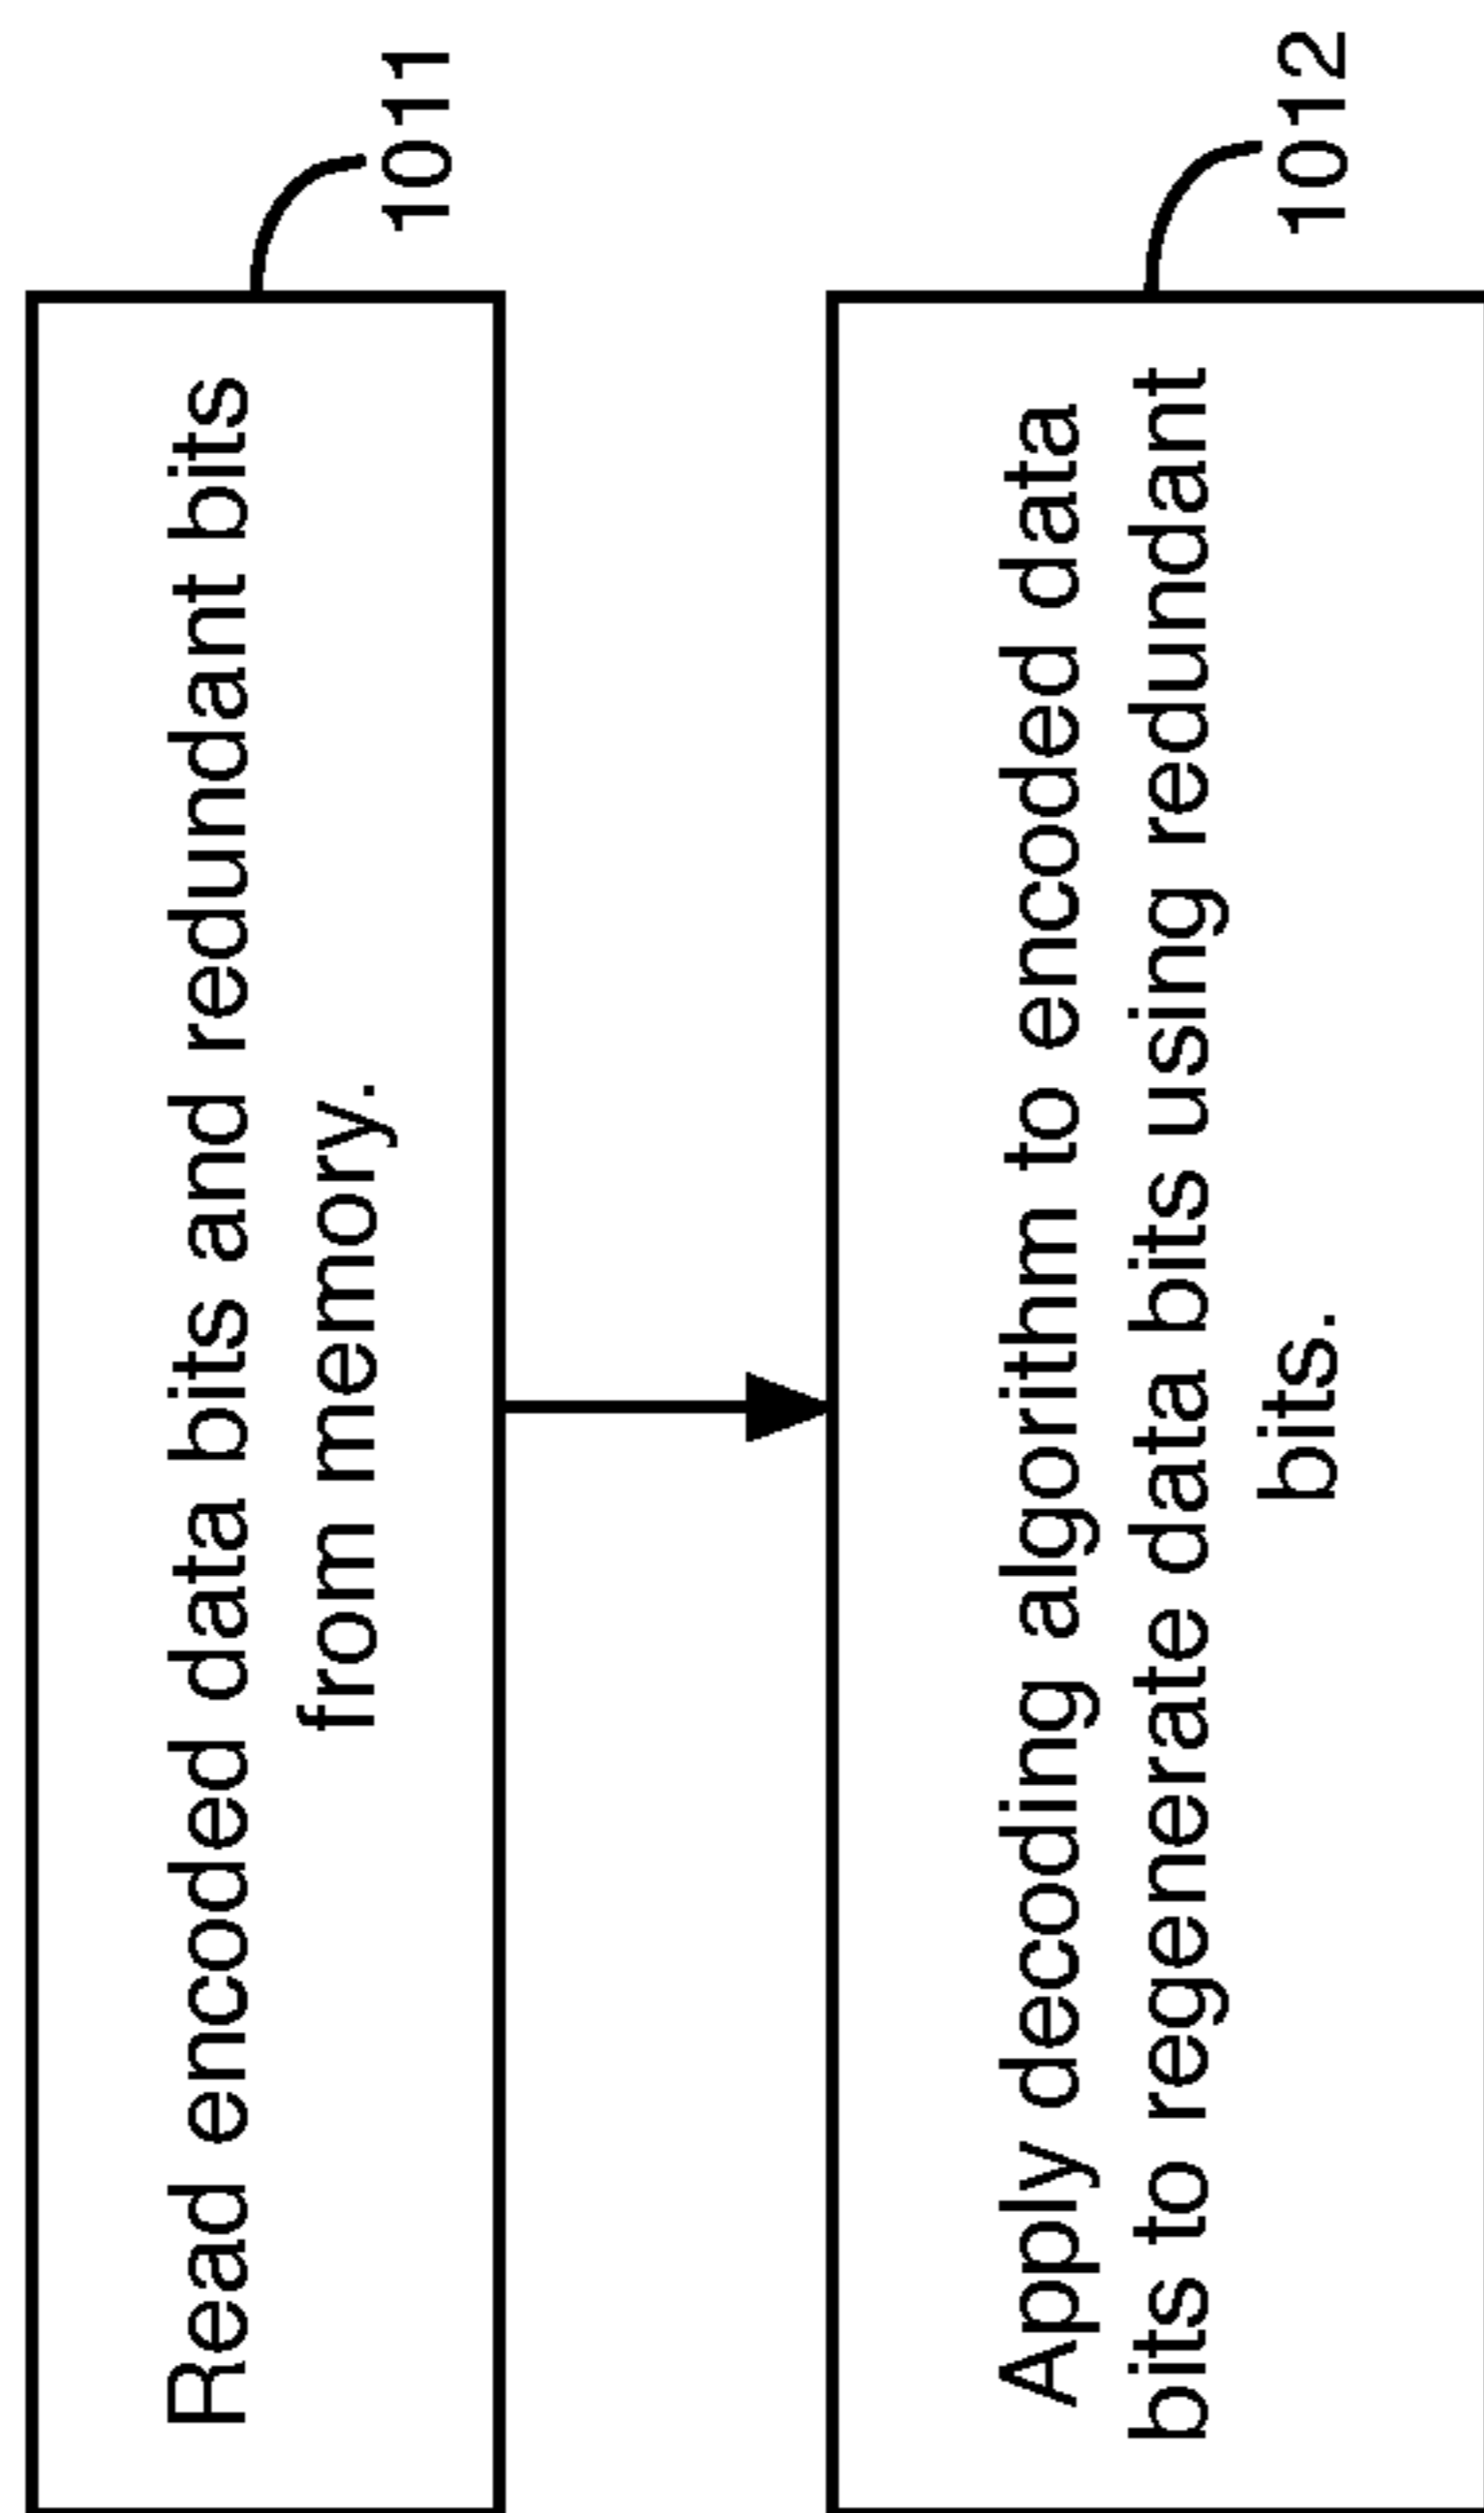 Read encoded data bits and redundant bits
from memory.
1011
Apply decoding algorithm to encoded data
bits to regenerate data bits using redundant
bits.
1012